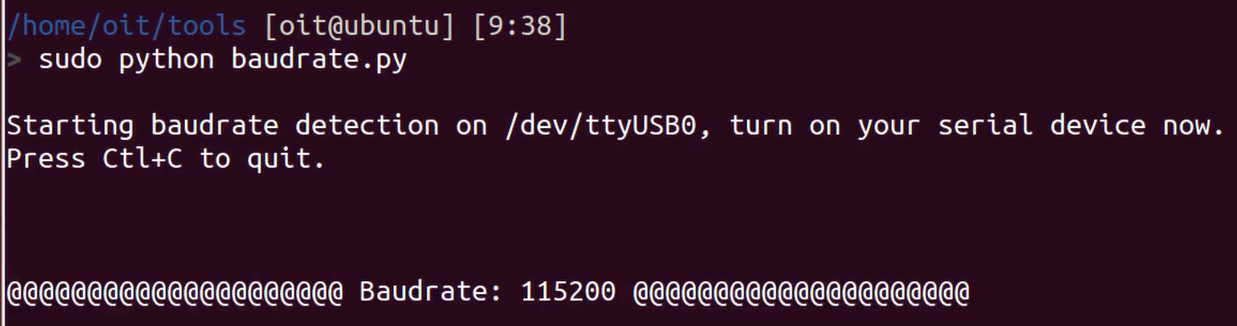 /home/oit/tools [oit@ubuntu] [9:38]
> sudo python baudrate.py
Starting baudrate detection on /dev/ttyUSB0, turn on your serial device now.
Press Ctl+C to quit.
@@@@@@@@@@@@@@@@@@@@@ Baudrate: 115200 @@@@@@@@@@@@@@@@@@@@@